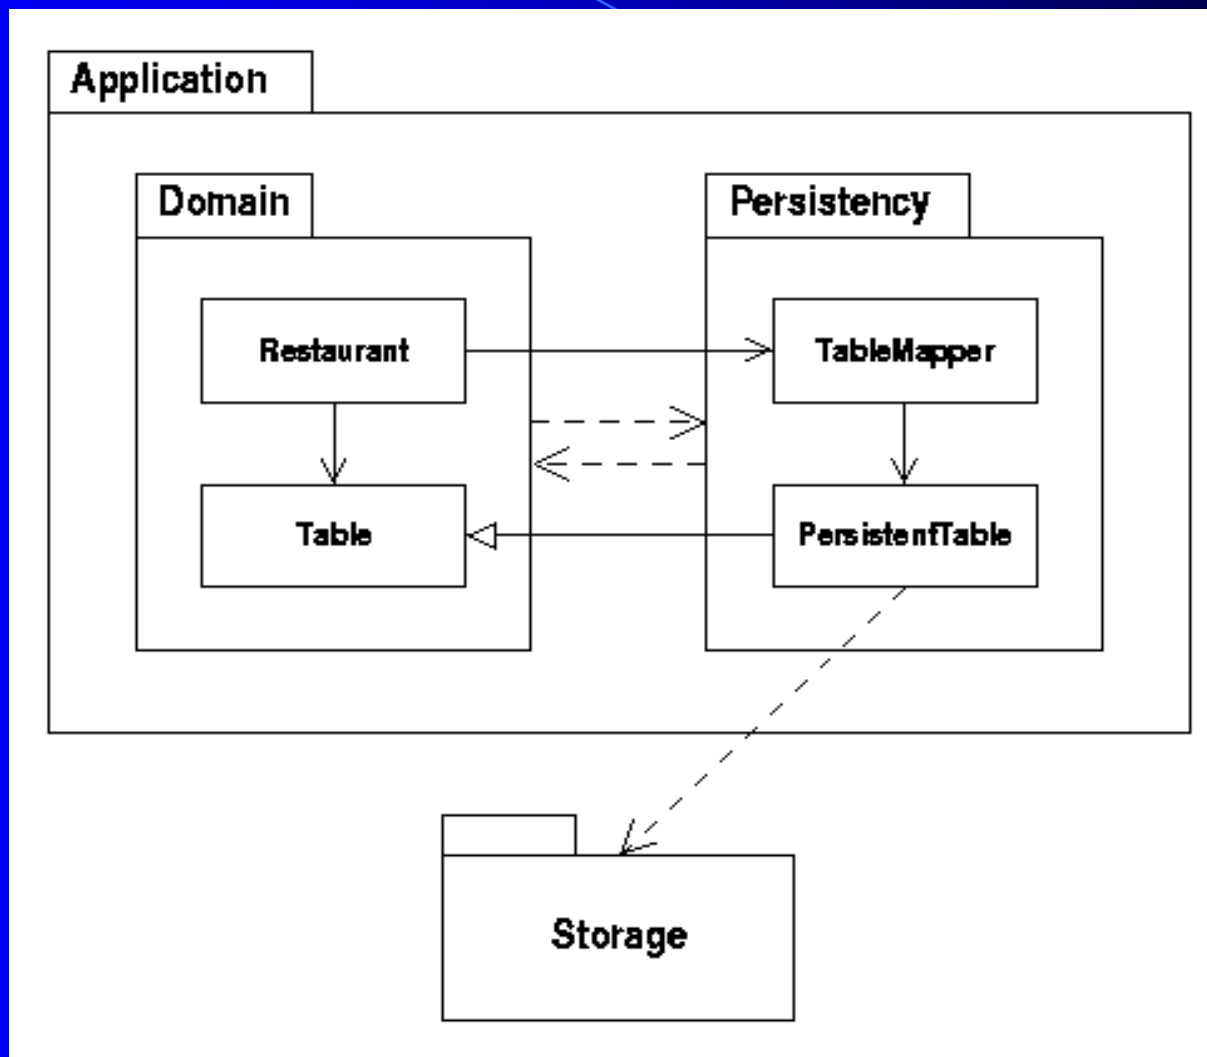 Application
Domain
Persistency
Restaurant
TableMapper
Table
PersistentTable
Storage